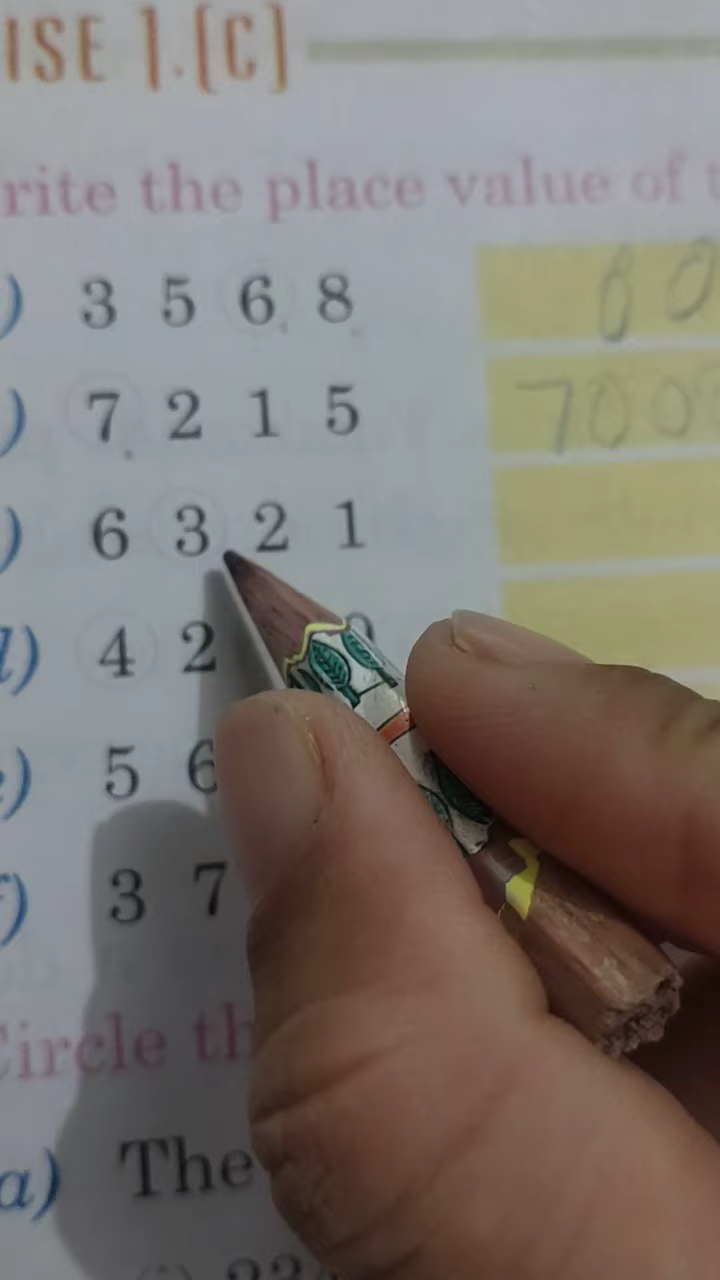 ISE 1.(C)
rite the place value of t
) 3 5 6 8 60
) 7 2 1 5 700
) 6 3 2 1
d) 4 2
e) 5 6
f) 3 7
Circle th
a) The